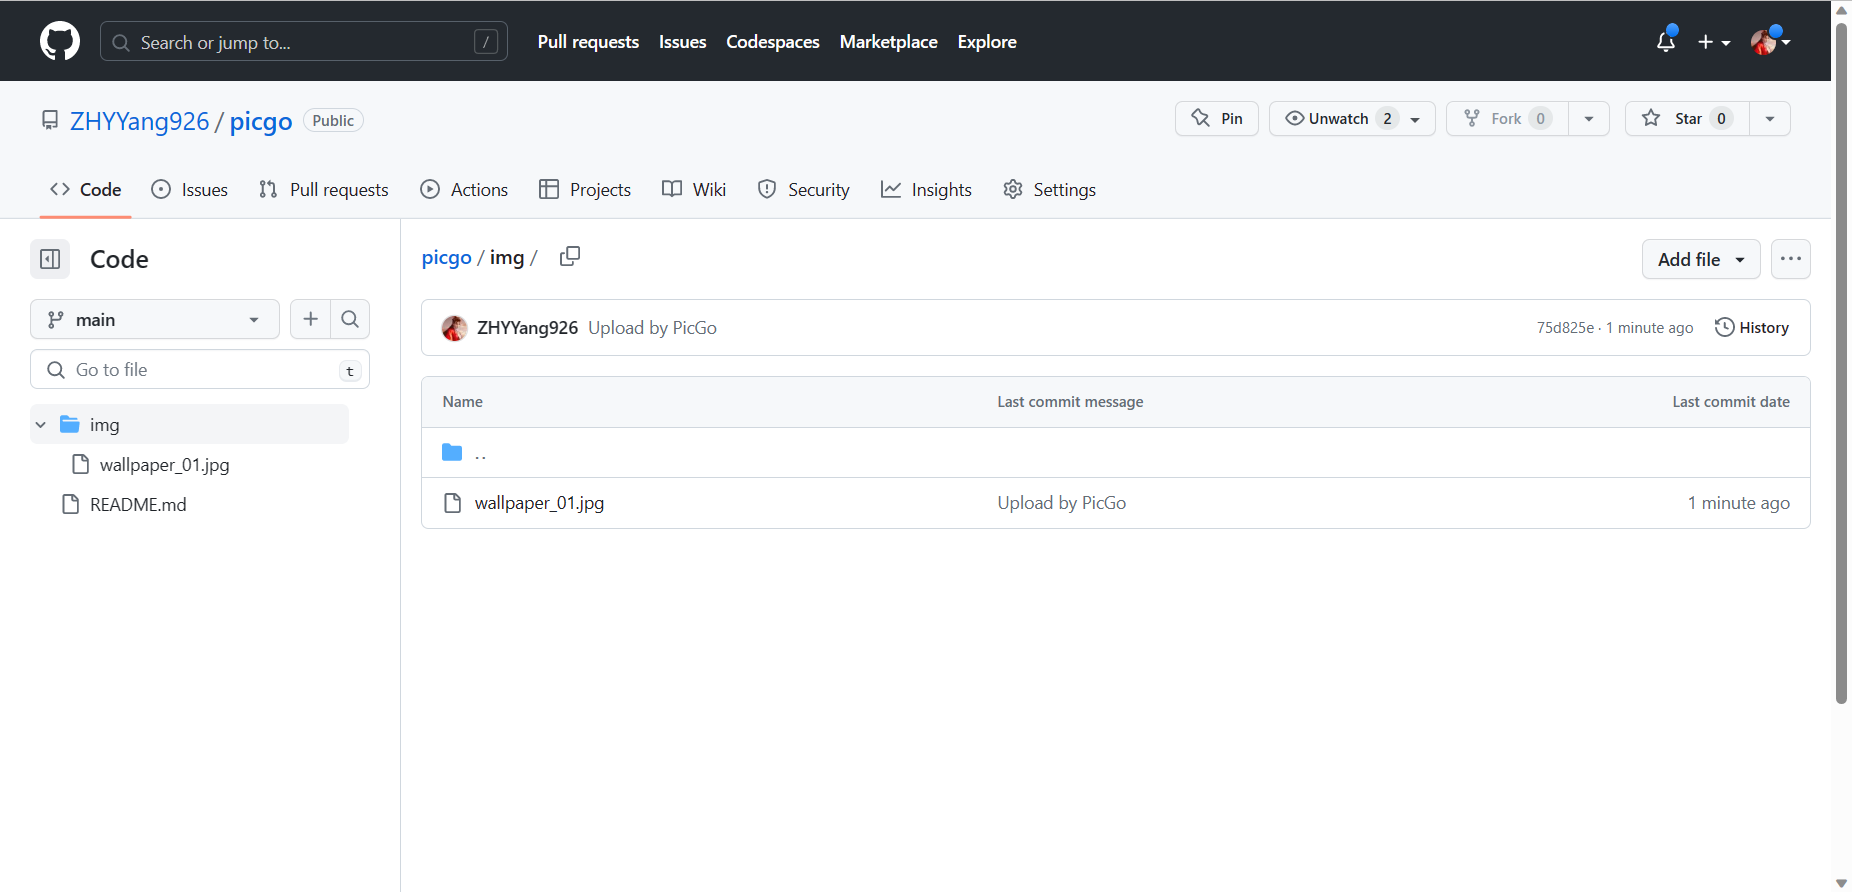 Search or jump to... /
Pull requests Issues Codespaces Marketplace Explore
ZHYYang926 / picgo Public
Pin Unwatch 2 Fork 0 Star 0
Code Issues Pull requests Actions Projects Wiki Security Insights Settings
Code
main
Go to file t
img
wallpaper_01.jpg
README.md
picgo / img /
Add file
ZHYYang926 Upload by PicGo 75d825e · 1 minute ago History
Name Last commit message Last commit date
..
wallpaper_01.jpg Upload by PicGo 1 minute ago